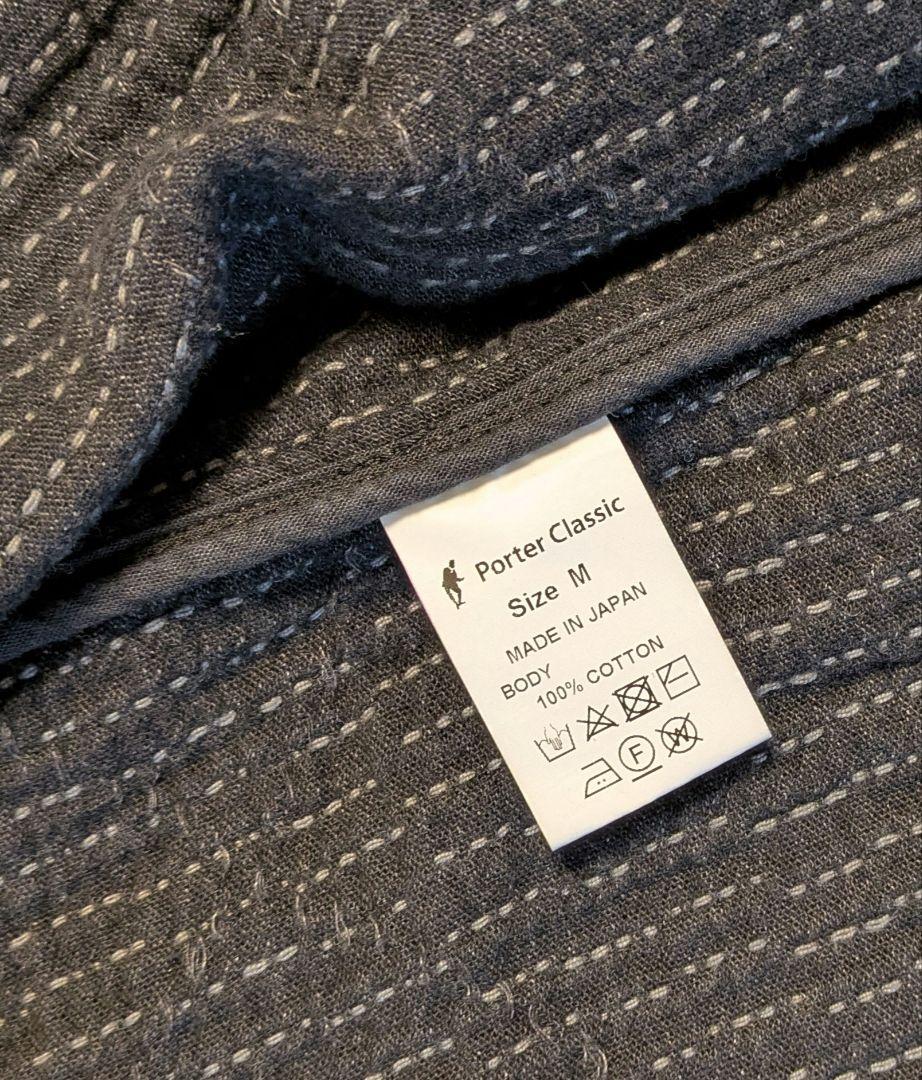 Porter Classic
Size M
MADE IN JAPAN
BODY
100% COTTON
F
W